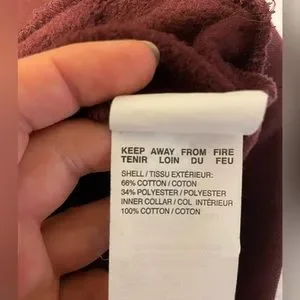 KEEP AWAY FROM FIRE
TENIR LOIN DU FEU
SHELL / TISSU EXTÉRIEUR:
66% COTTON / COTON
34% POLYESTER / POLYESTER
INNER COLLAR / COL INTÉRIEUR
100% COTTON / COTON